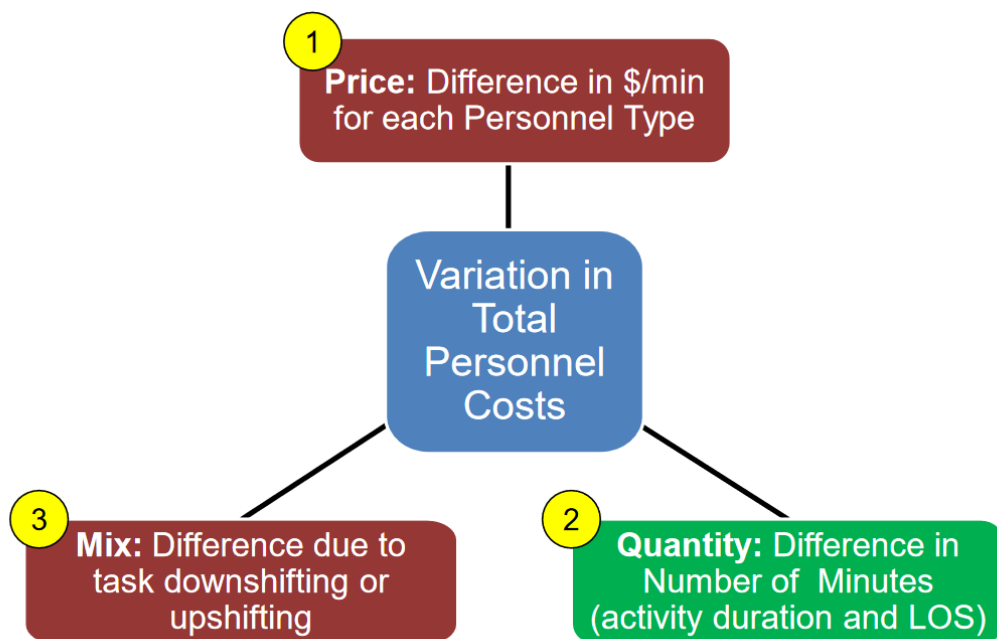 1
Price: Difference in $/min
for each Personnel Type
Variation in
Total
Personnel
Costs
3
Mix: Difference due to
task downshifting or
upshifting
2
Quantity: Difference in
Number of Minutes
(activity duration and LOS)